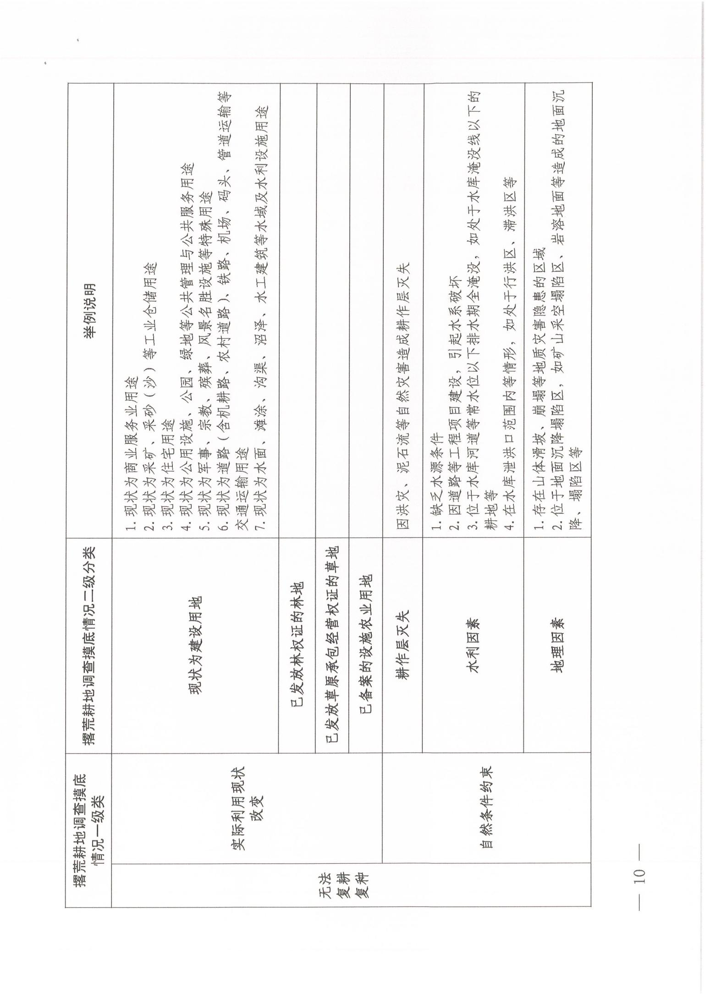 撂荒耕地调查摸底
情况一级类
撂荒耕地调查摸底情况二级分类
举例说明
无法
复耕
复种
实际利用现状
改变
现状为建设用地
1. 现状为商业服务业用途
2. 现状为采矿、采砂（沙）等工业仓储用途
3. 现状为住宅用途
4. 现状为公用设施、公园、绿地等公共管理与公共服务用途
5. 现状为军事、宗教、殡葬、风景名胜设施等特殊用途
6. 现状为道路（含机耕路、农村道路）、铁路、机场、码头、管道运输等
交通运输用途
7. 现状为水面、滩涂、沟渠、沼泽、水工建筑等水域及水利设施用途
已发放林权证的林地
已发放草原承包经营权证的草地
已备案的设施农业用地
自然条件约束
耕作层灭失
因洪灾、泥石流等自然灾害造成耕作层灭失
水利因素
1. 缺乏水源条件
2. 因道路等工程项目建设，引起水系破坏
3. 位于水库河道等常水位以下排水期全淹没，如处于水库淹没线以下的
耕地等
4. 在水库泄洪口范围内等情形，如处于行洪区、滞洪区等
地理因素
1. 存在山体滑坡、崩塌等地质灾害隐患的区域
2. 位于地面沉降塌陷区，如矿山采空塌陷区、岩溶地面等造成的地面沉
降、塌陷区等
— 10 —